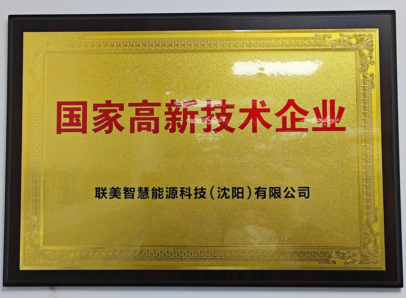 国家高新技术企业
联美智慧能源科技（沈阳）有限公司